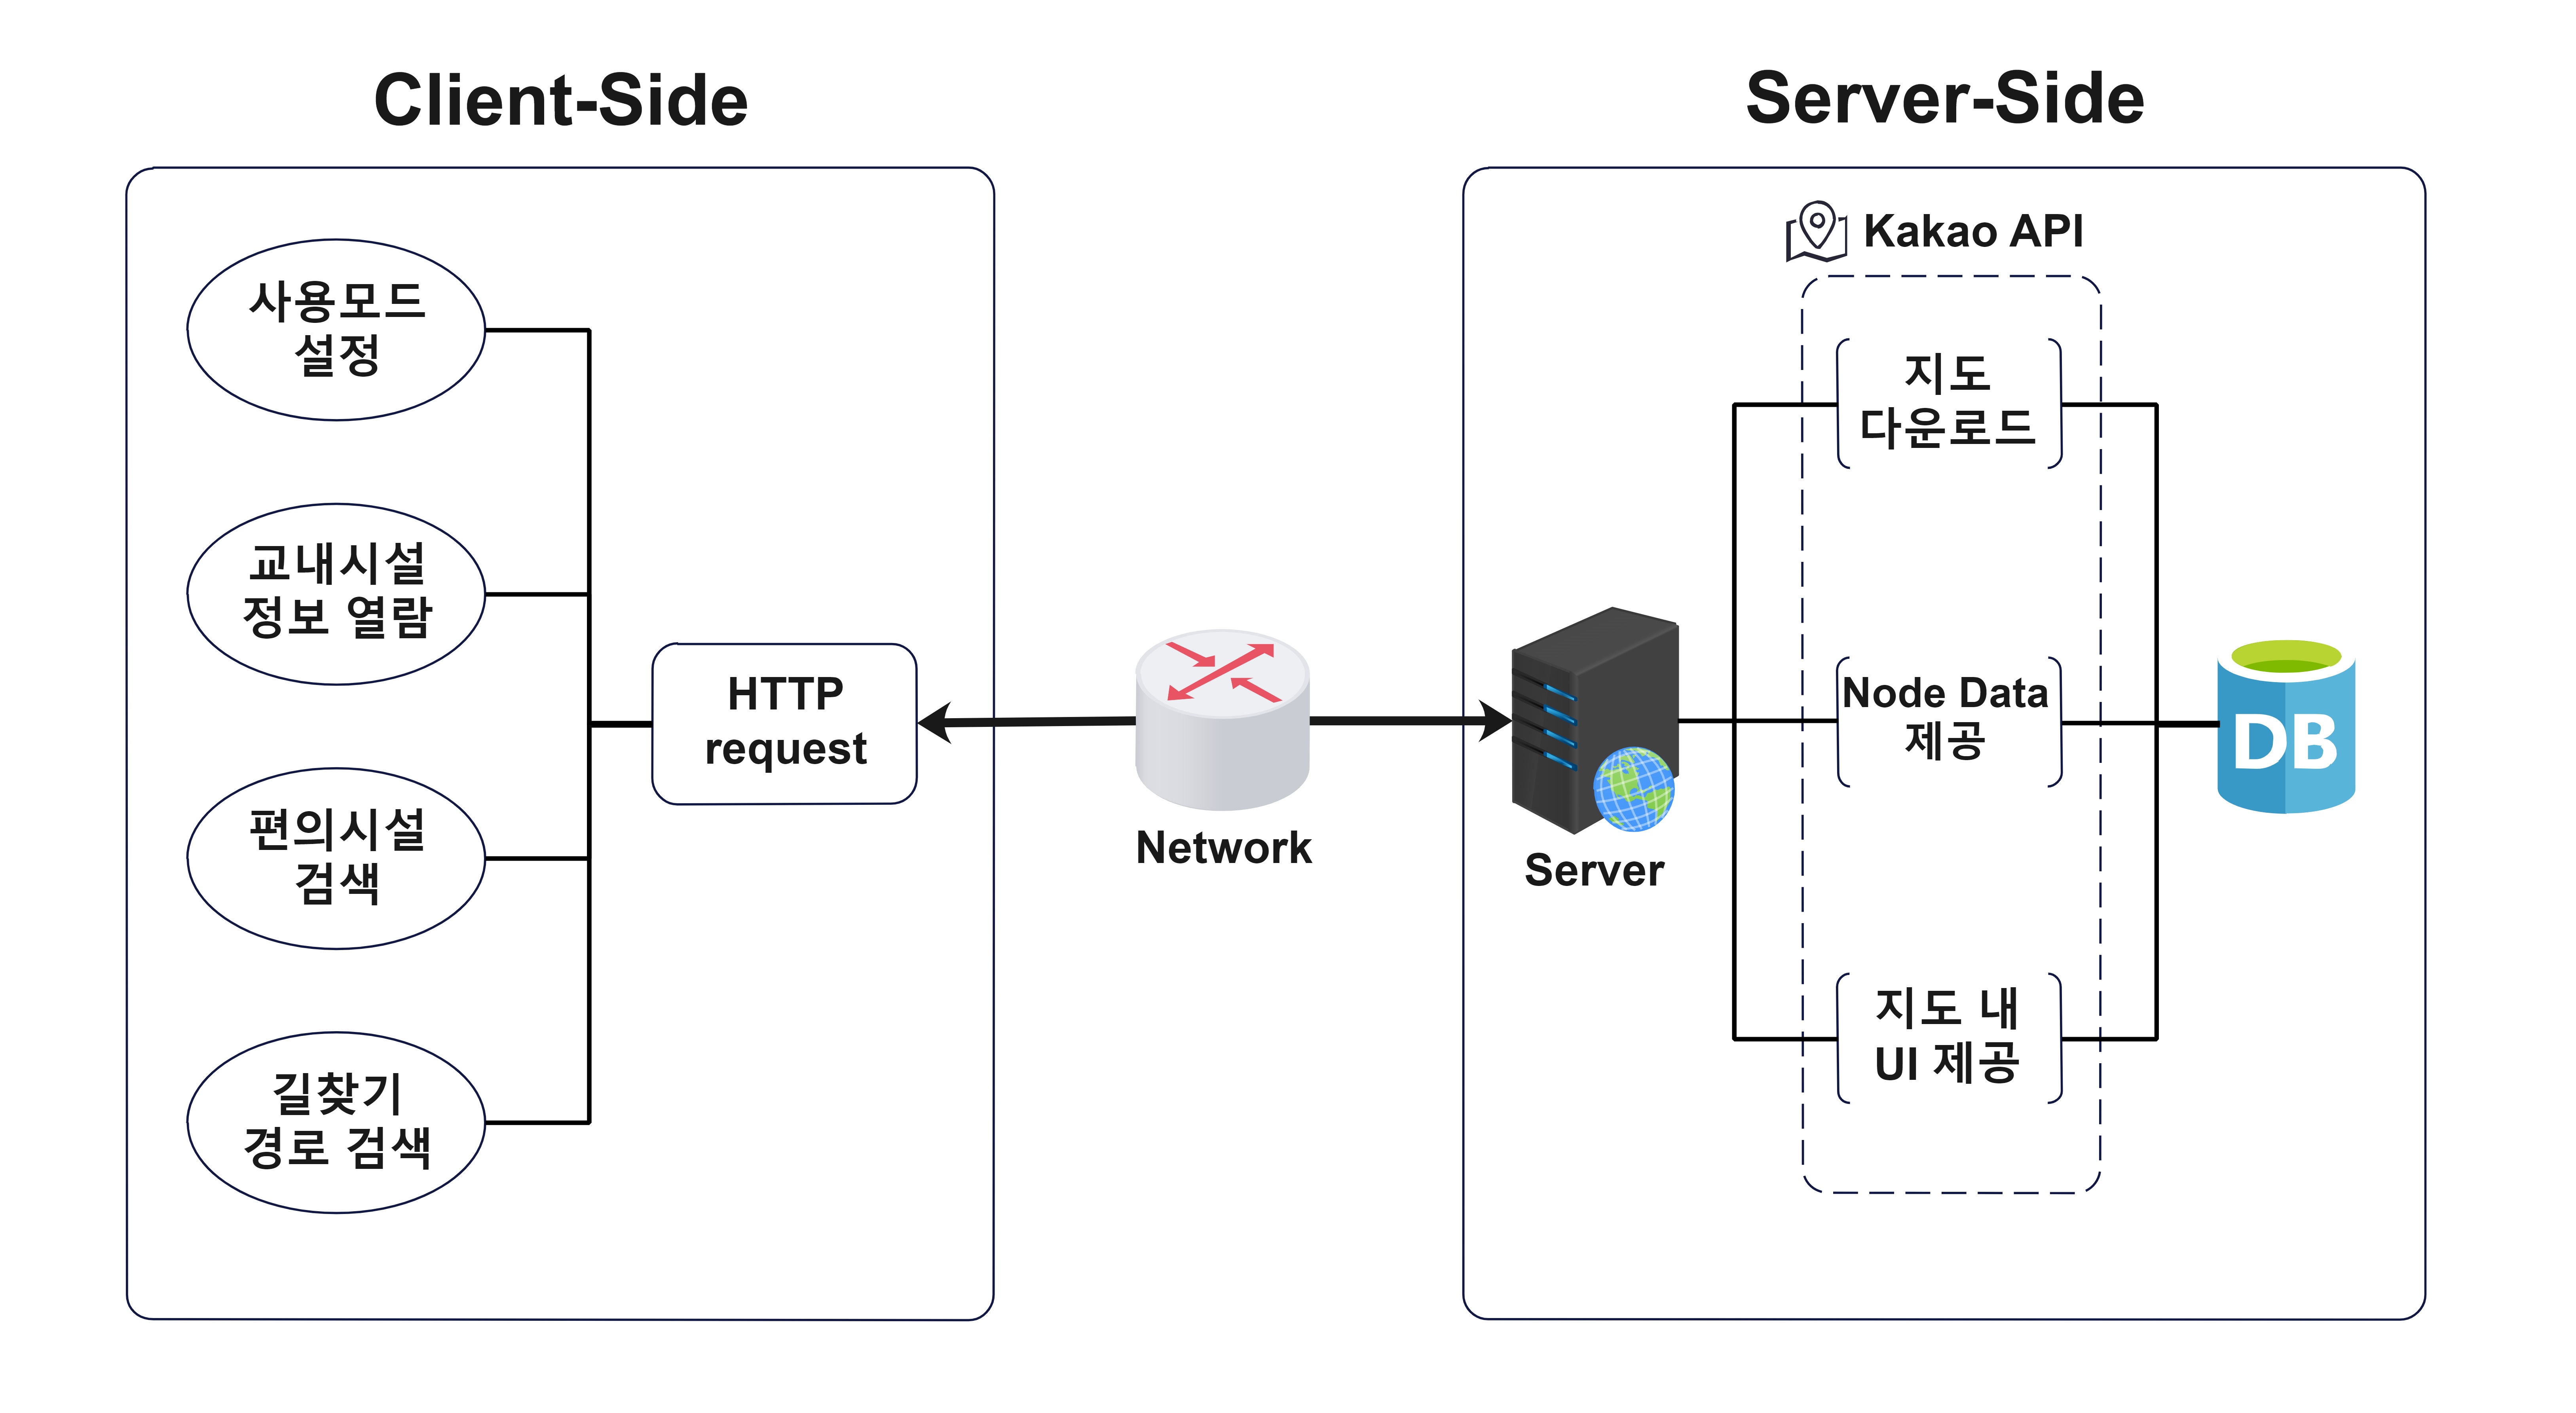 Client-Side
사용모드
설정
교내시설
정보 열람
편의시설
검색
길찾기
경로 검색
HTTP
request
Network
Server-Side
Kakao API
Server
지도
다운로드
Node Data
제공
지도 내
UI 제공
DB